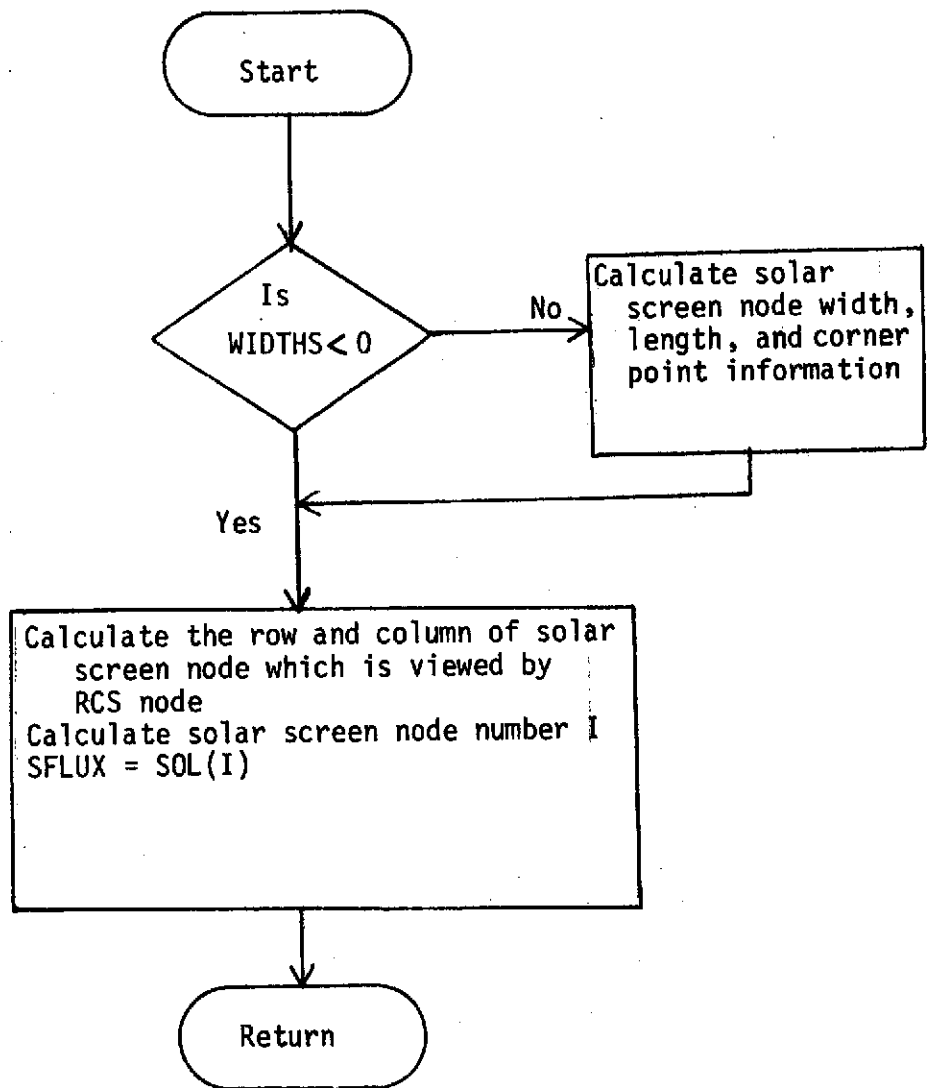 Start
Is
WIDTHS < 0
No
Calculate solar
screen node width,
length, and corner
point information
Yes
Calculate the row and column of solar
screen node which is viewed by
RCS node
Calculate solar screen node number I
SFLUX = SOL(I)
Return